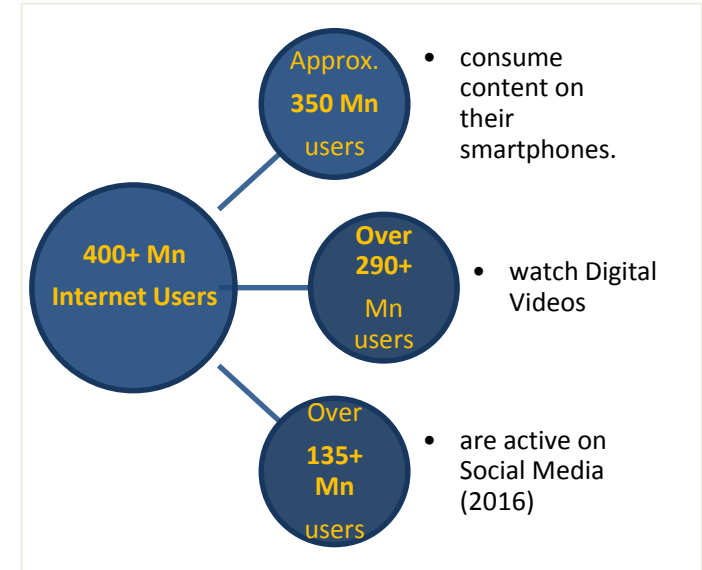 400+ Mn
Internet Users
Approx.
350 Mn
users
• consume
content on
their
smartphones.
Over
290+
Mn
users
• watch Digital
Videos
Over
135+
Mn
users
• are active on
Social Media
(2016)